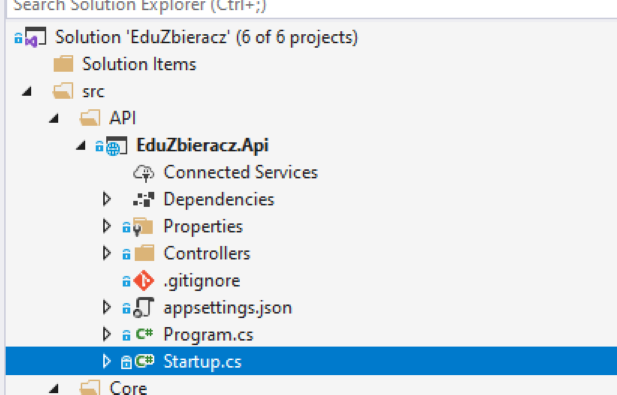 Search Solution Explorer (Ctrl+;)
Solution 'EduZbieracz' (6 of 6 projects)
Solution Items
src
API
EduZbieracz.Api
Connected Services
Dependencies
Properties
Controllers
.gitignore
appsettings.json
C# Program.cs
C# Startup.cs
Core